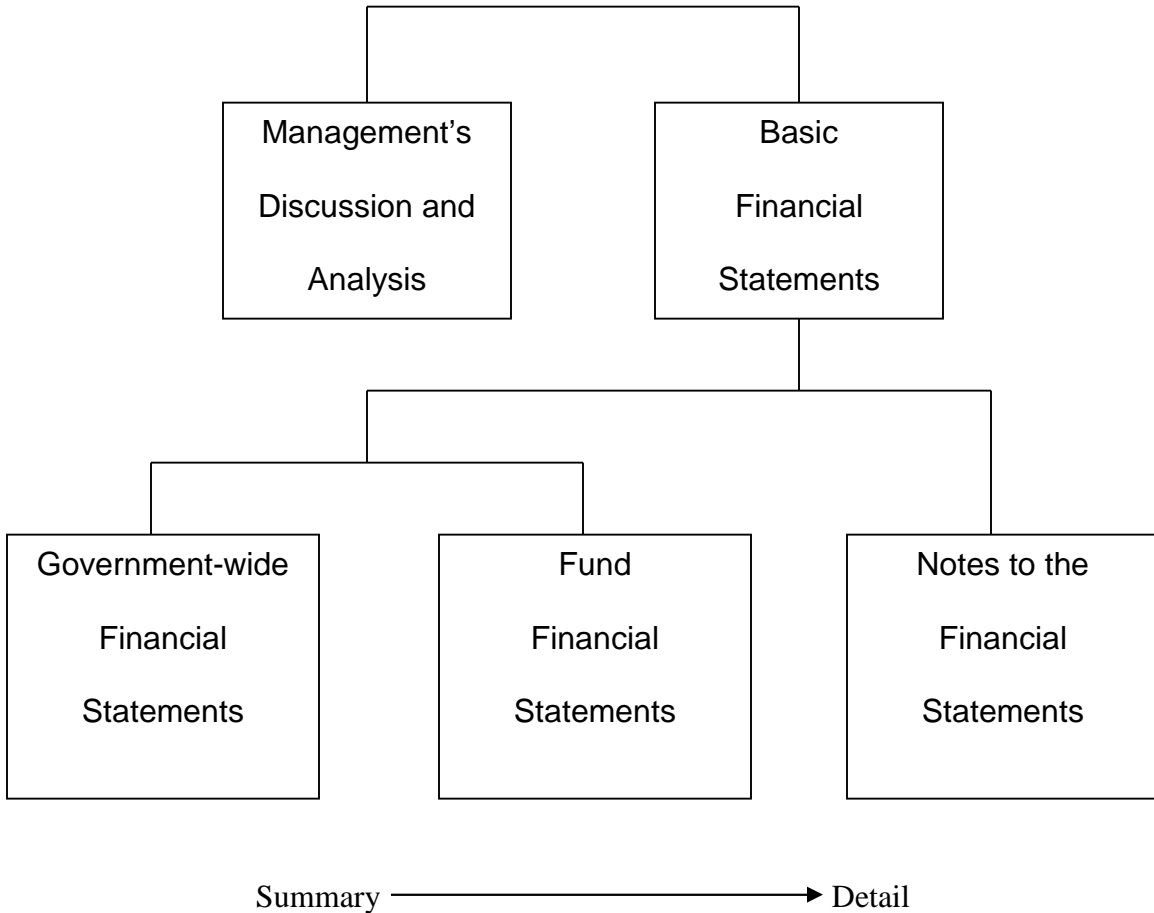 Management’s
Discussion and
Analysis
Basic
Financial
Statements
Government-wide
Financial
Statements
Fund
Financial
Statements
Notes to the
Financial
Statements
Summary
Detail